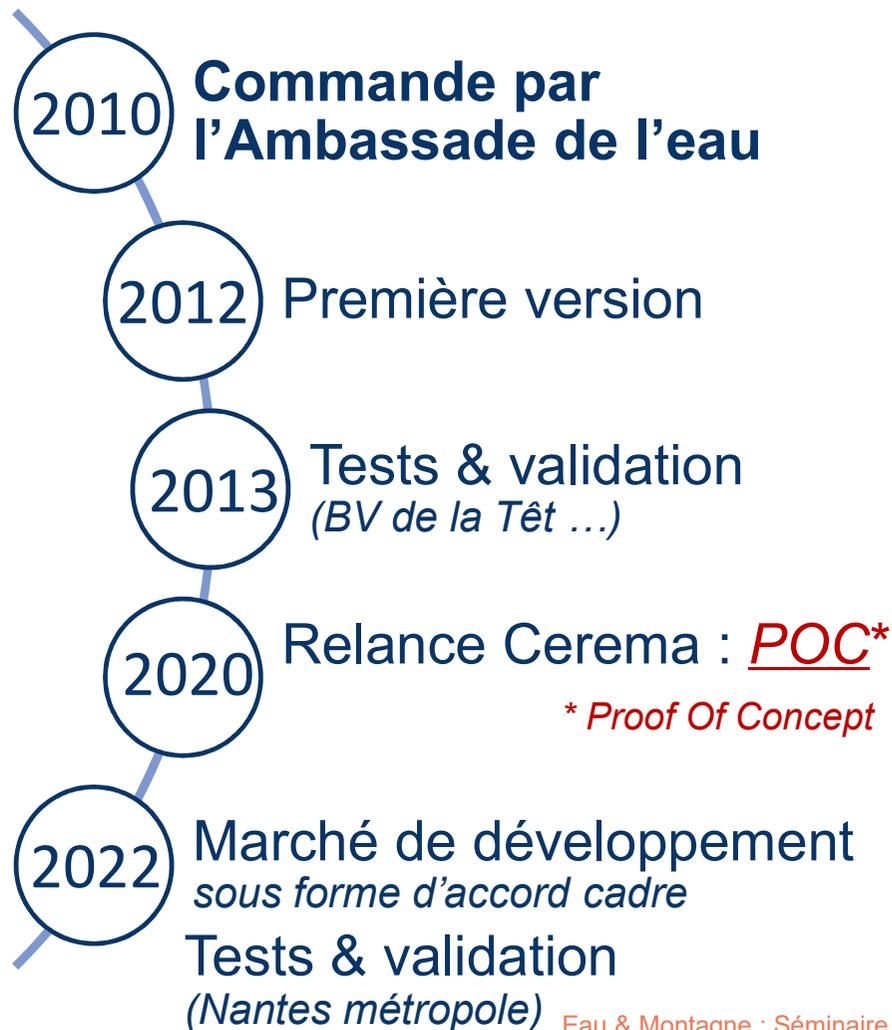 2010
Commande par
l’Ambassade de l’eau
2012
Première version
2013
Tests & validation
(BV de la Têt …)
2020
Relance Cerema : POC*
* Proof Of Concept
2022
Marché de développement
sous forme d’accord cadre
Tests & validation
(Nantes métropole)
Eau & Montagne : Séminaire